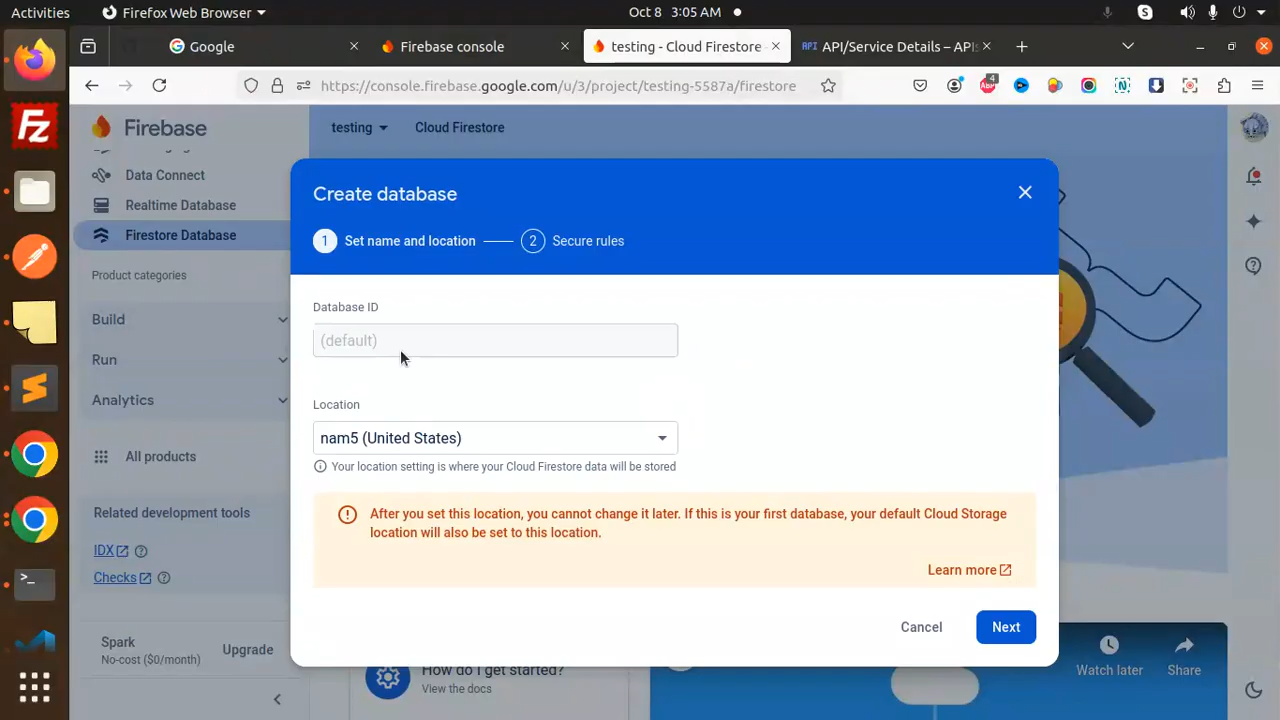 Activities
Firefox Web Browser
Oct 8 3:05 AM
Google
Firebase console
testing - Cloud Firestore
API/Service Details – APIs
https://console.firebase.google.com/u/3/project/testing-5587a/firestore
4
Firebase
testing
Cloud Firestore
Data Connect
Realtime Database
Firestore Database
Product categories
Build
Run
Analytics
All products
Related development tools
IDX
Checks
Spark
No-cost ($0/month)
Upgrade
Create database
1 Set name and location
2 Secure rules
Database ID
(default)
Location
nam5 (United States)
Your location setting is where your Cloud Firestore data will be stored
After you set this location, you cannot change it later. If this is your first database, your default Cloud Storage
location will also be set to this location.
Learn more
Cancel
Next
How do I get started?
View the docs
Watch later
Share